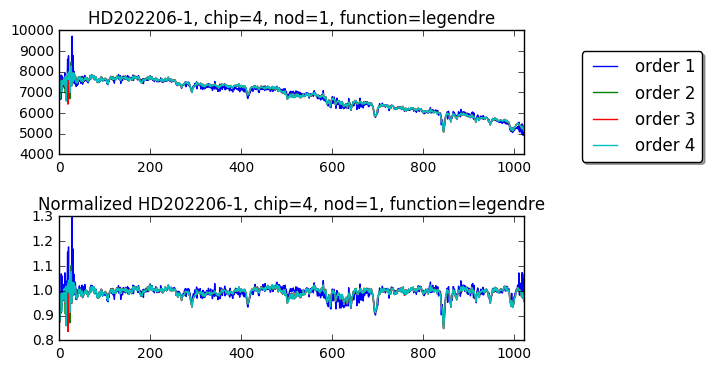 HD202206-1, chip=4, nod=1, function=legendre
10000
9000
8000
7000
6000
5000
4000
0 200 400 600 800 1000
order 1
order 2
order 3
order 4
Normalized HD202206-1, chip=4, nod=1, function=legendre
1.3
1.2
1.1
1.0
0.9
0.8
0 200 400 600 800 1000